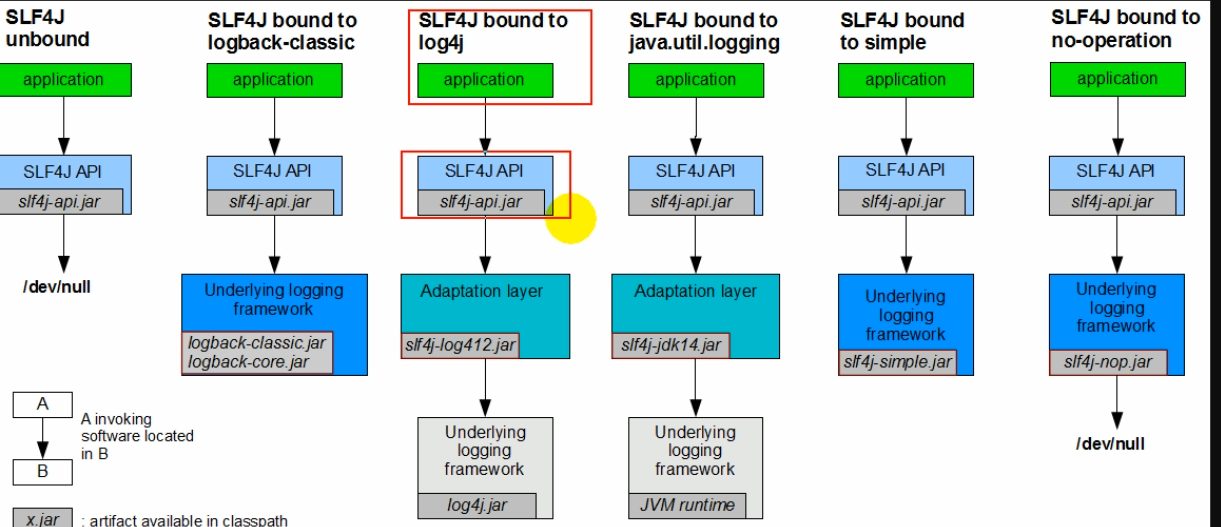 SLF4J
unbound
application
SLF4J API
slf4j-api.jar
/dev/null
SLF4J bound to
logback-classic
application
SLF4J API
slf4j-api.jar
Underlying logging
framework
logback-classic.jar
logback-core.jar
SLF4J bound to
log4j
application
SLF4J API
slf4j-api.jar
Adaptation layer
slf4j-log412.jar
Underlying
logging
framework
log4j.jar
SLF4J bound to
java.util.logging
application
SLF4J API
slf4j-api.jar
Adaptation layer
slf4j-jdk14.jar
Underlying
logging
framework
JVM runtime
SLF4J bound
to simple
application
SLF4J API
slf4j-api.jar
Underlying
logging
framework
slf4j-simple.jar
SLF4J bound to
no-operation
application
SLF4J API
slf4j-api.jar
Underlying
logging
framework
slf4j-nop.jar
/dev/null
A
B
A invoking
software located
in B
x.jar : artifact available in classpath